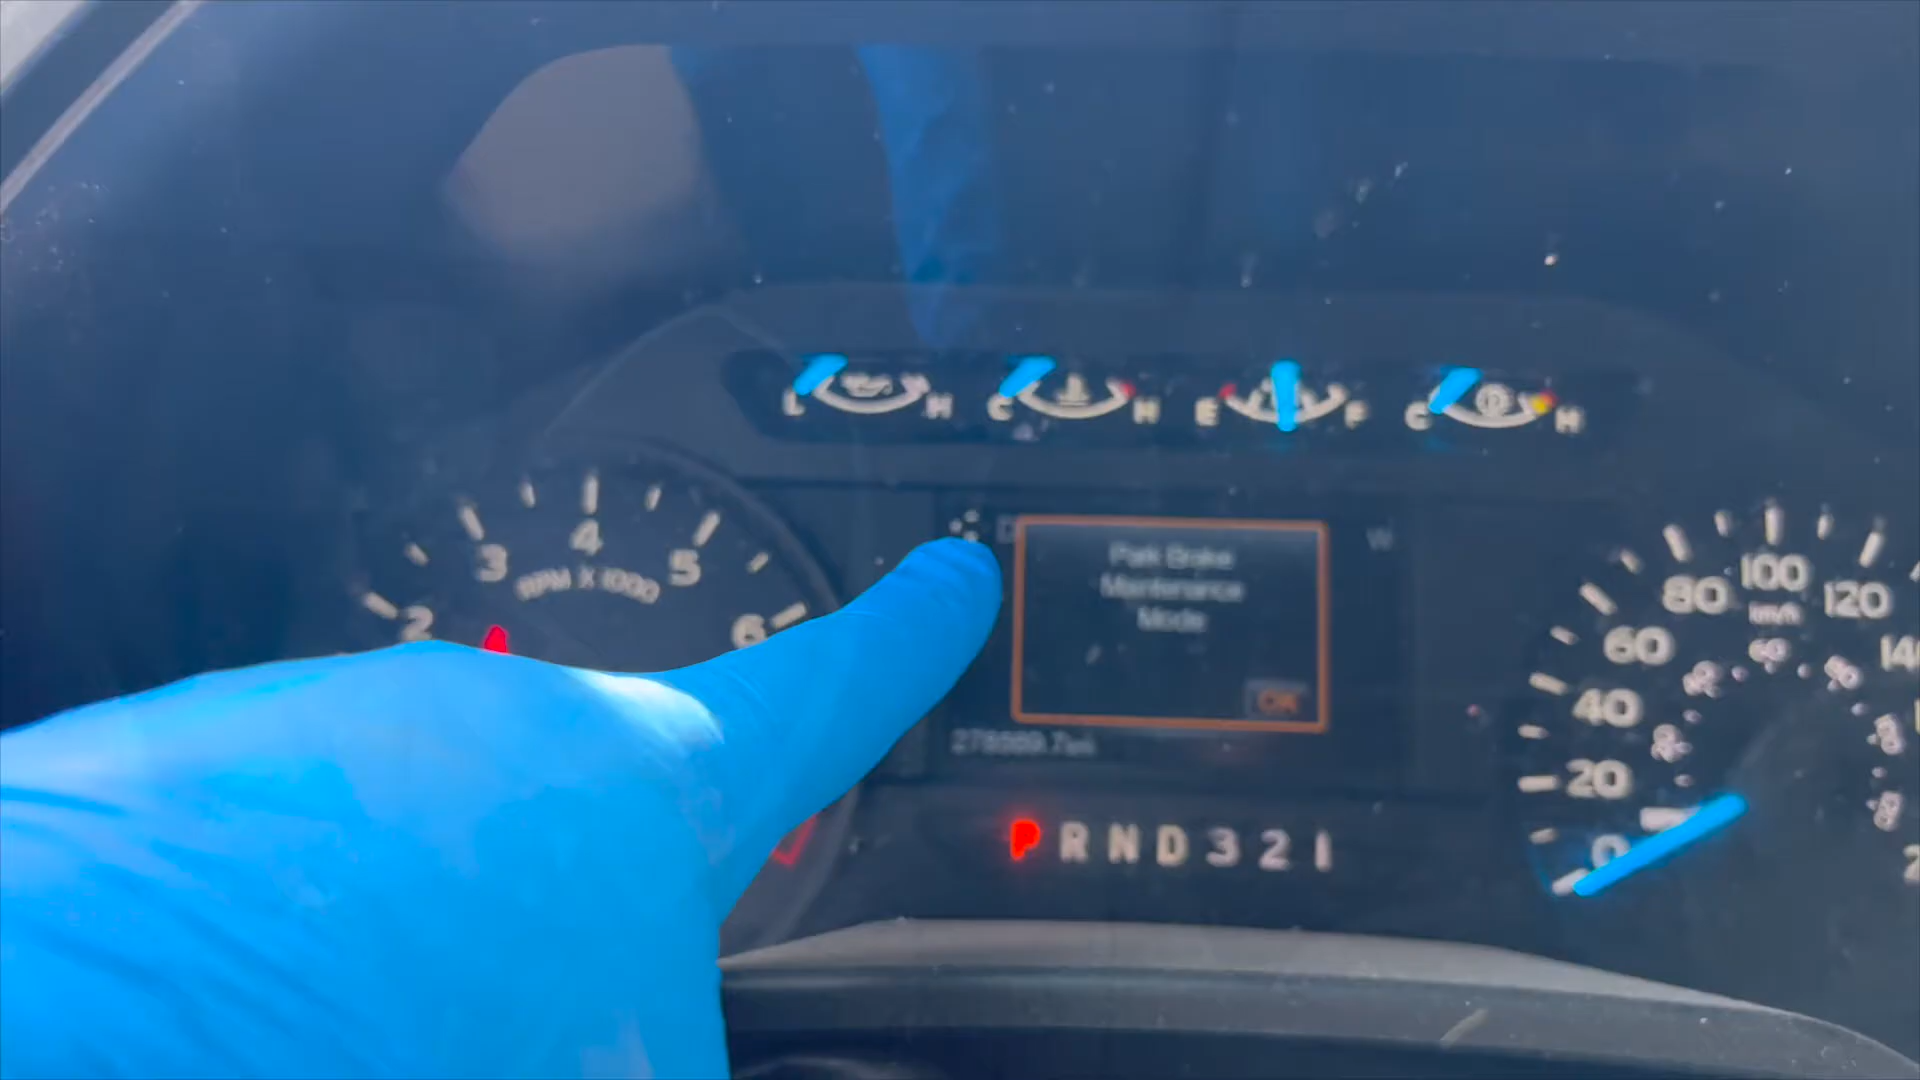 L H C H E F C H
2 3 4 5 6
RPM X 1000
Park Brake
Maintenance
Mode
OK
W
0 20 40 60 80 100 120
km/h
60
P R N D 3 2 1